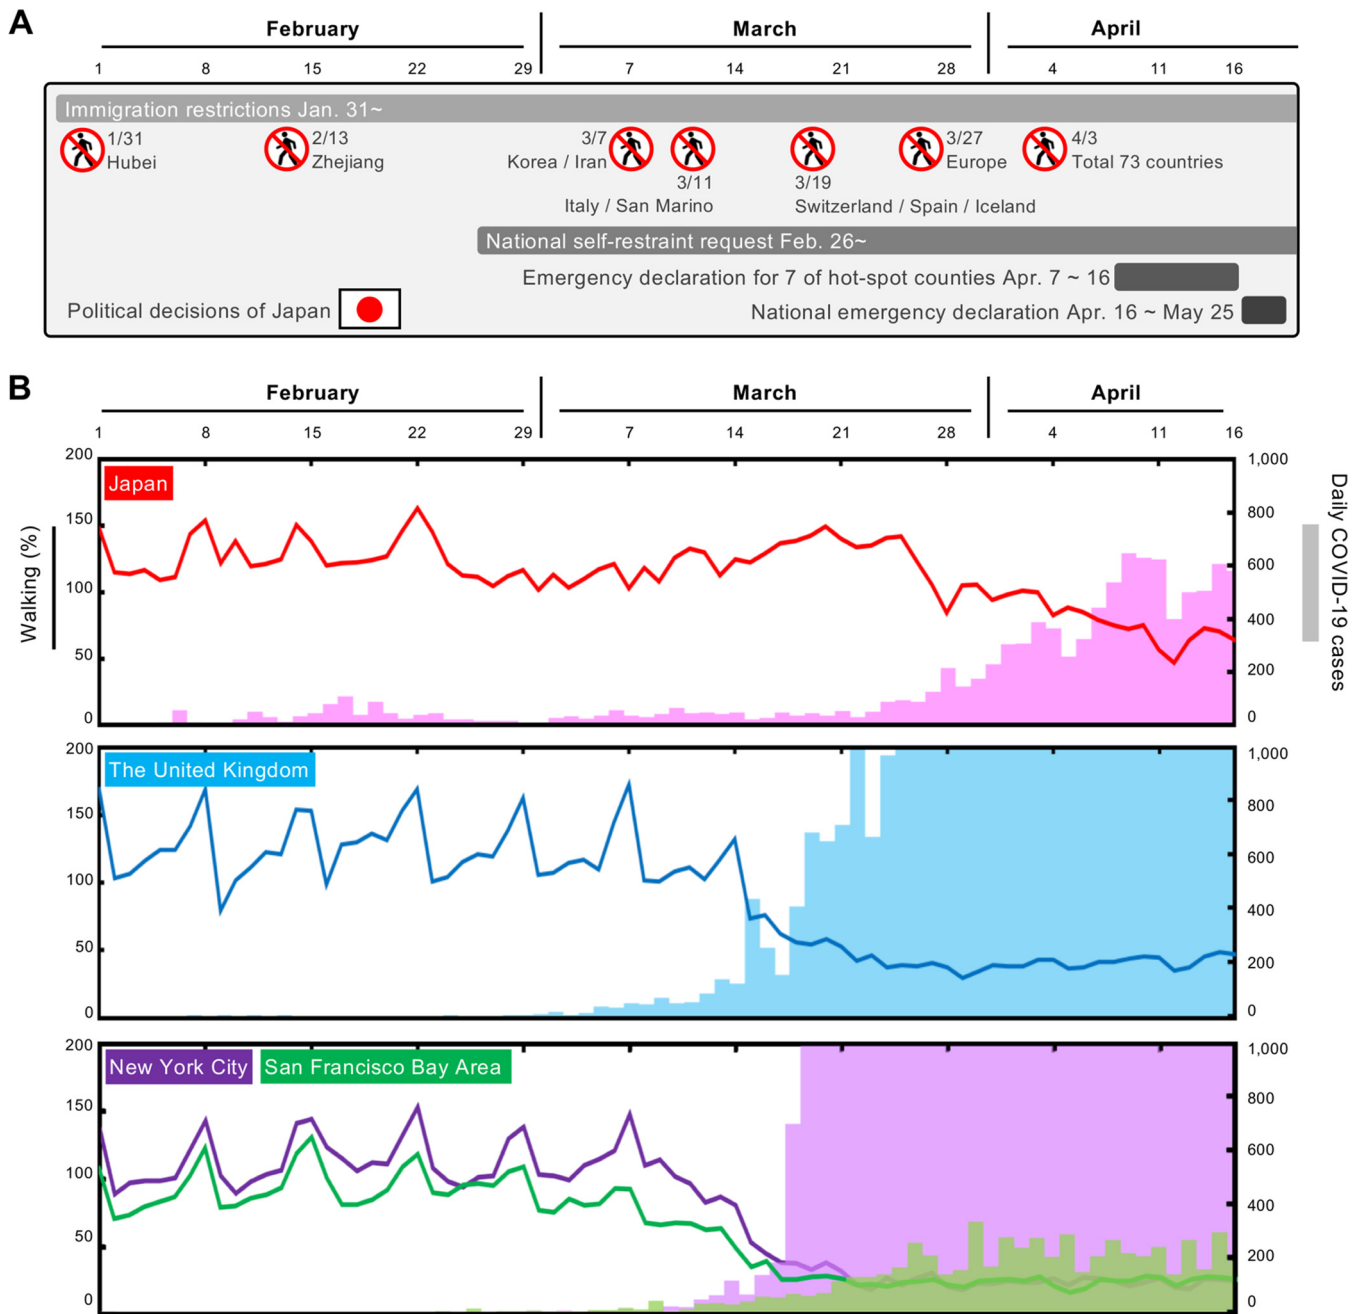 A
February March April
1 8 15 22 29 7 14 21 28 4 11 16
Immigration restrictions Jan. 31~
1/31
Hubei
2/13
Zhejiang
3/7
Korea / Iran
3/11
Italy / San Marino
3/19
Switzerland / Spain / Iceland
3/27
Europe
4/3
Total 73 countries
National self-restraint request Feb. 26~
Emergency declaration for 7 of hot-spot counties Apr. 7 ~ 16
Political decisions of Japan
National emergency declaration Apr. 16 ~ May 25
B
February March April
1 8 15 22 29 7 14 21 28 4 11 16
Walking (%)
Daily COVID-19 cases
Japan
200
150
100
50
0
1,000
800
600
400
200
0
The United Kingdom
200
150
100
50
0
1,000
800
600
400
200
0
New York City
San Francisco Bay Area
200
150
100
50
0
1,000
800
600
400
200
0